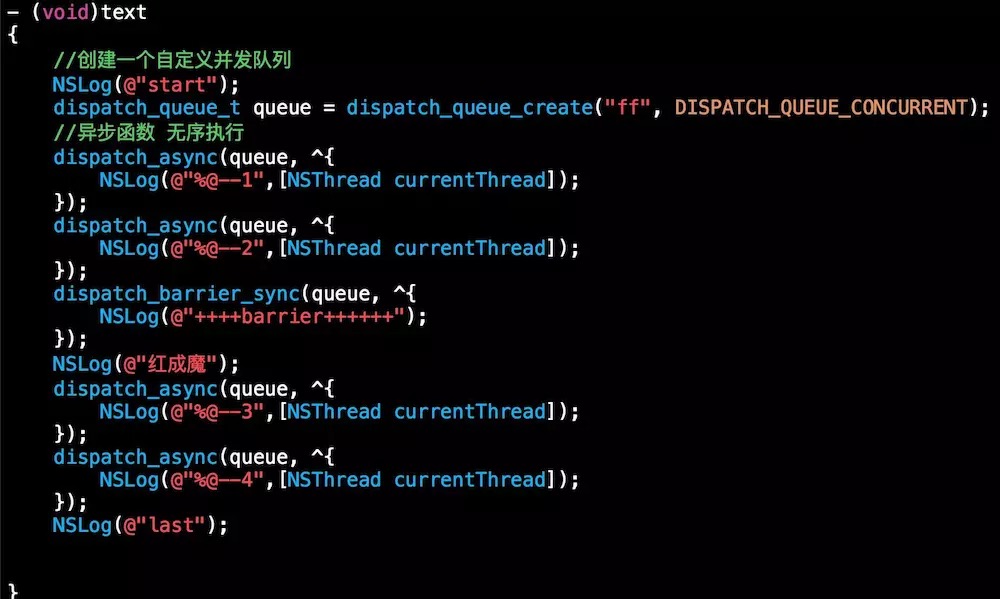 - (void)text
{
    //创建一个自定义并发队列
    NSLog(@"start");
    dispatch_queue_t queue = dispatch_queue_create("ff", DISPATCH_QUEUE_CONCURRENT);
    //异步函数 无序执行
    dispatch_async(queue, ^{
        NSLog(@"%@--1",[NSThread currentThread]);
    });
    dispatch_async(queue, ^{
        NSLog(@"%@--2",[NSThread currentThread]);
    });
    dispatch_barrier_sync(queue, ^{
        NSLog(@"++++barrier++++++");
    });
    NSLog(@"红成魔");
    dispatch_async(queue, ^{
        NSLog(@"%@--3",[NSThread currentThread]);
    });
    dispatch_async(queue, ^{
        NSLog(@"%@--4",[NSThread currentThread]);
    });
    NSLog(@"last");
}